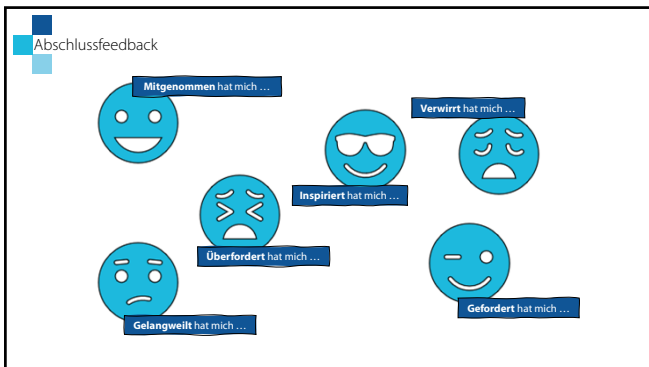 Abschlussfeedback
Mitgenommen hat mich …
Verwirrt hat mich …
Inspiriert hat mich …
Überfordert hat mich …
Gelangweilt hat mich …
Gefordert hat mich …